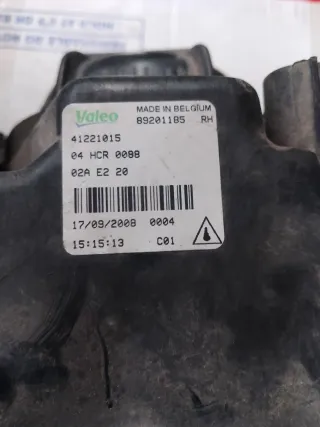 Valeo
MADE IN BELGIUM
89201185 RH
41221015
04 HCR 0088
02A E2 20
17/09/2008 0004
15:15:13 C01